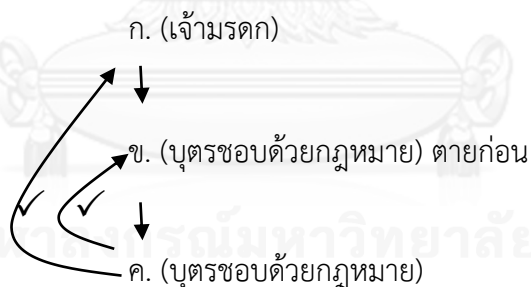 ก. (เจ้ามรดก)
ข. (บุตรชอบด้วยกฎหมาย) ตายก่อน
ค. (บุตรชอบด้วยกฎหมาย)